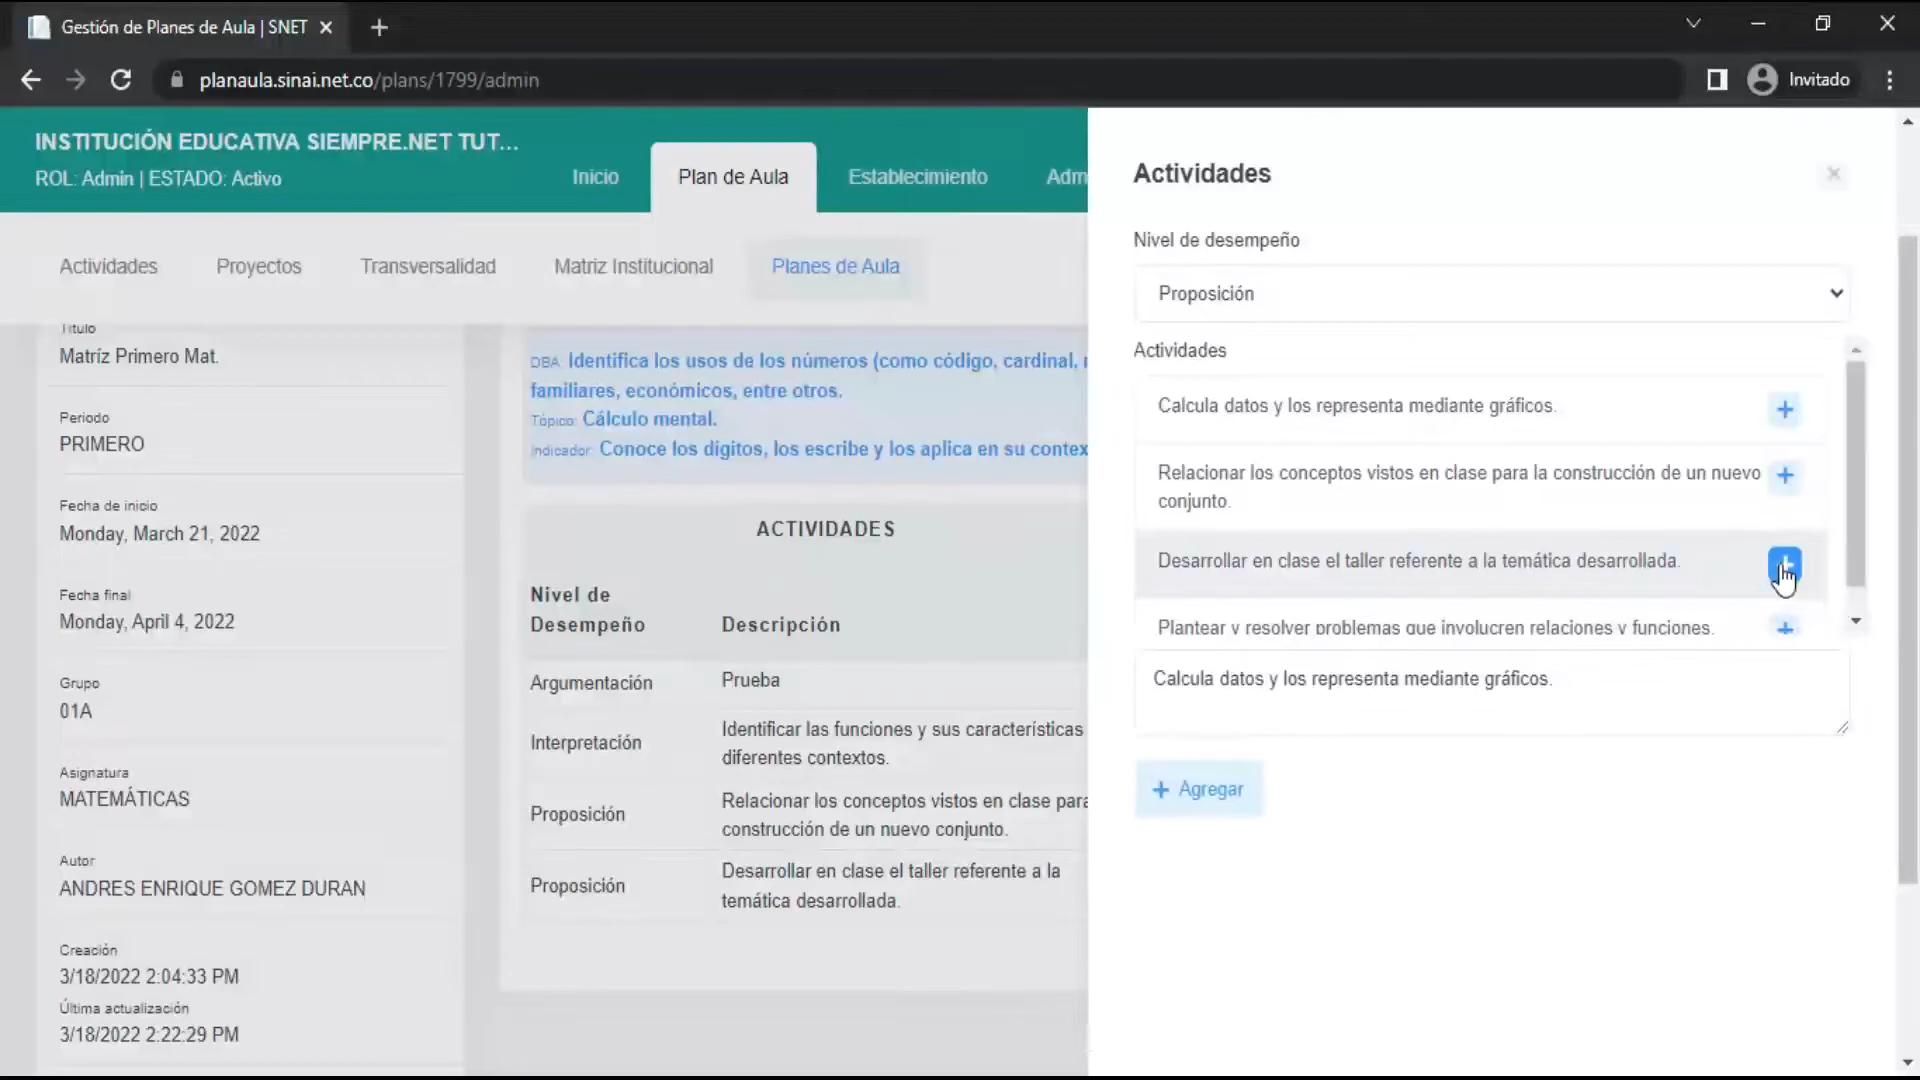 Gestión de Planes de Aula | SNET
planaula.sinai.net.co/plans/1799/admin
Invitado
INSTITUCIÓN EDUCATIVA SIEMPRE.NET TUT...
ROL: Admin | ESTADO: Activo
Inicio
Plan de Aula
Establecimiento
Adm
Actividades
Proyectos
Transversalidad
Matriz Institucional
Planes de Aula
Título
Matríz Primero Mat.
Periodo
PRIMERO
Fecha de inicio
Monday, March 21, 2022
Fecha final
Monday, April 4, 2022
Grupo
01A
Asignatura
MATEMÁTICAS
Autor
ANDRES ENRIQUE GOMEZ DURAN
Creación
3/18/2022 2:04:33 PM
Última actualización
3/18/2022 2:22:29 PM
DBA: Identifica los usos de los números (como código, cardinal,
familiares, económicos, entre otros.
Tópico: Cálculo mental.
Indicador: Conoce los digitos, los escribe y los aplica en su contex
ACTIVIDADES
Nivel de
Desempeño
Descripción
Argumentación
Prueba
Interpretación
Identificar las funciones y sus características
diferentes contextos.
Proposición
Relacionar los conceptos vistos en clase para
construcción de un nuevo conjunto.
Proposición
Desarrollar en clase el taller referente a la
temática desarrollada.
Actividades
Nivel de desempeño
Proposición
Actividades
Calcula datos y los representa mediante gráficos.
Relacionar los conceptos vistos en clase para la construcción de un nuevo
conjunto.
Desarrollar en clase el taller referente a la temática desarrollada.
Plantear y resolver problemas que involucren relaciones y funciones.
Calcula datos y los representa mediante gráficos.
+ Agregar